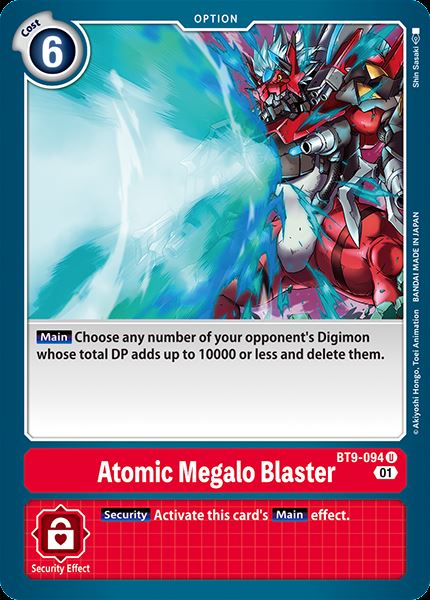 OPTION
Cost
6
Shin Sasaki
© Akiyoshi Hongo, Toei Animation BANDAI MADE IN JAPAN
Main Choose any number of your opponent's Digimon
whose total DP adds up to 10000 or less and delete them.
BT9-094 U
Atomic Megalo Blaster 01
Security Activate this card's Main effect.
Security Effect